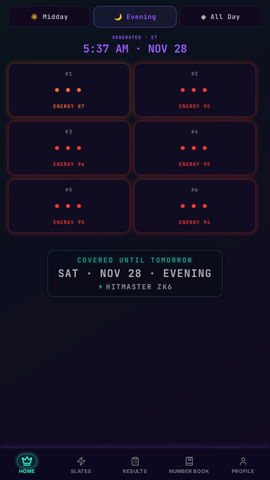 Midday
Evening
All Day
GENERATED · ET
5:37 AM · NOV 28
#1
#2
ENERGY 87
ENERGY 95
#3
#4
ENERGY 96
ENERGY 95
#5
#6
ENERGY 95
ENERGY 94
COVERED UNTIL TOMORROW
SAT · NOV 28 · EVENING
HITMASTER ZK6
HOME
SLATES
RESULTS
NUMBER BOOK
PROFILE